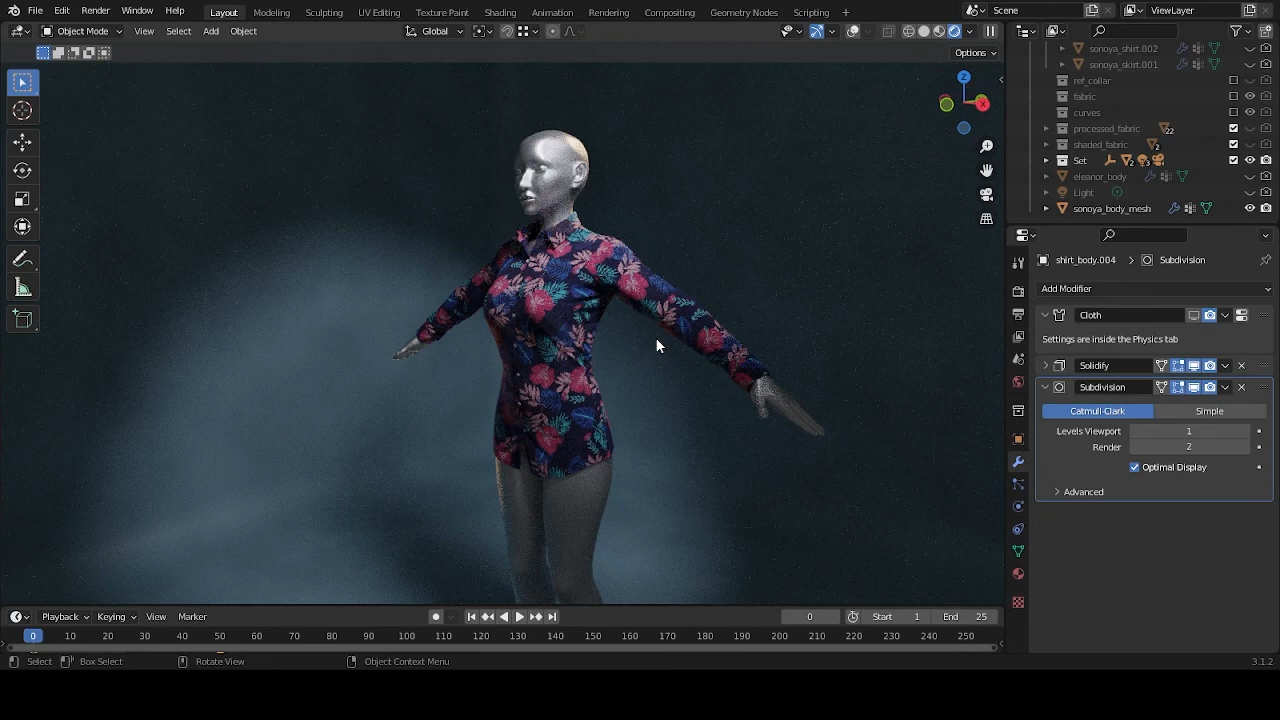 File Edit Render Window Help Layout Modeling Sculpting UV Editing Texture Paint Shading Animation Rendering Compositing Geometry Nodes Scripting + Scene ViewLayer
Object Mode View Select Add Object Global
Options
sonoya_shirt.002
sonoya_skirt.001
ref_collar
fabric
curves
processed_fabric 22
shaded_fabric 2
Set 2 3
eleanor_body
Light
sonoya_body_mesh
Z
X
shirt_body.004 > Subdivision
Add Modifier
Cloth
Settings are inside the Physics tab
Solidify
Subdivision
Catmull-Clark Simple
Levels Viewport 1
Render 2
Optimal Display
Advanced
Playback Keying View Marker 0 Start 1 End 25
0 10 20 30 40 50 60 70 80 90 100 110 120 130 140 150 160 170 180 190 200 210 220 230 240 250
Select Box Select Rotate View Object Context Menu 3.1.2